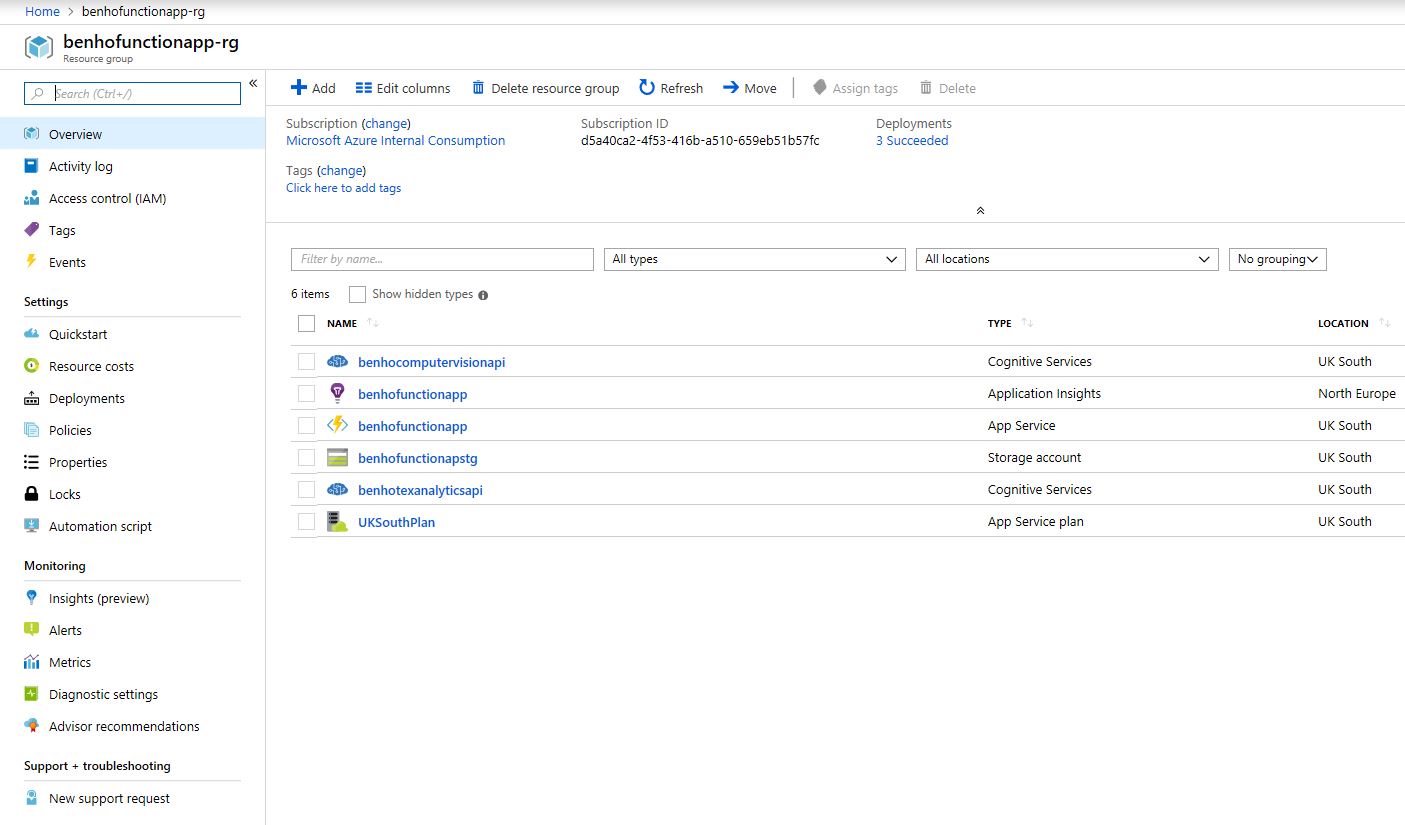 Home > benhofunctionapp-rg
benhofunctionapp-rg
Resource group
Search (Ctrl+/)
«
Overview
Activity log
Access control (IAM)
Tags
Events
Settings
Quickstart
Resource costs
Deployments
Policies
Properties
Locks
Automation script
Monitoring
Insights (preview)
Alerts
Metrics
Diagnostic settings
Advisor recommendations
Support + troubleshooting
New support request
Add Edit columns Delete resource group Refresh Move Assign tags Delete
Subscription (change) Subscription ID Deployments
Microsoft Azure Internal Consumption d5a40ca2-4f53-416b-a510-659eb51b57fc 3 Succeeded
Tags (change)
Click here to add tags
Filter by name... All types All locations No grouping
6 items Show hidden types
NAME TYPE LOCATION
benhocomputervisionapi Cognitive Services UK South
benhofunctionapp Application Insights North Europe
benhofunctionapp App Service UK South
benhofunctionapstg Storage account UK South
benhotexanalyticsapi Cognitive Services UK South
UKSouthPlan App Service plan UK South